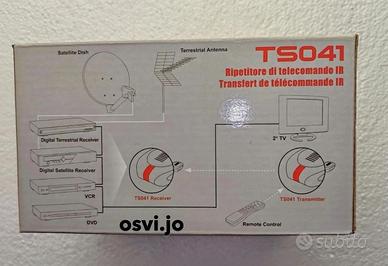 Satellite Dish
Terrestrial Antenna
TS041
Ripetitore di telecomande IR
Transfert de télécommande IR
Digital Terrestrial Receiver
2° TV
Digital Satellite Receiver
VCR
TS041 Receiver
TS041 Transmitter
DVD
osvi.jo
Remote Control
subito